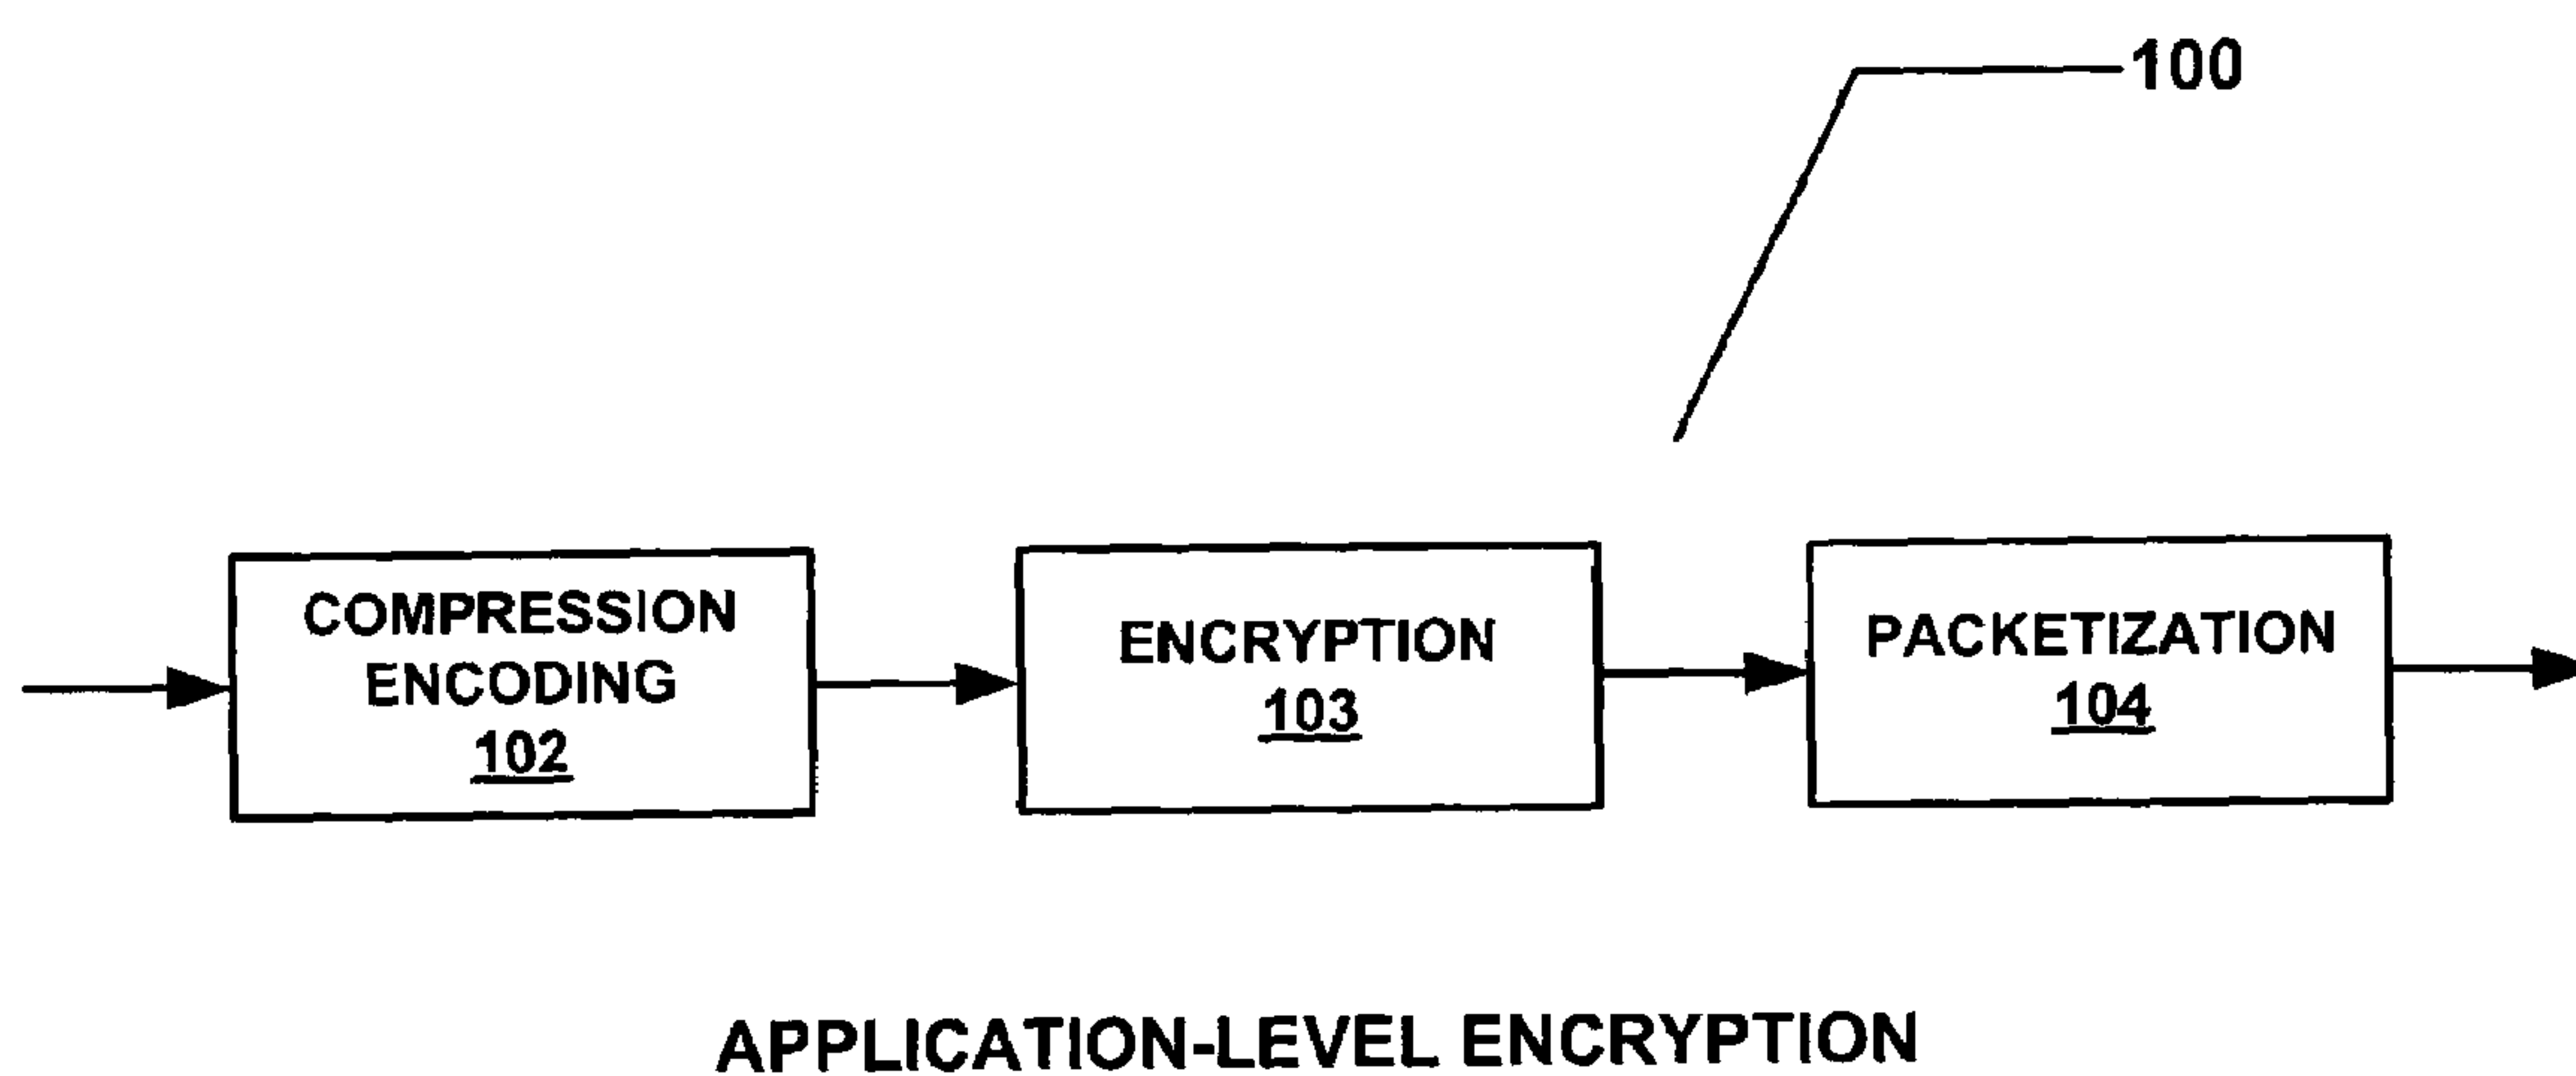 100
COMPRESSION
ENCODING
102
ENCRYPTION
103
PACKETIZATION
104
APPLICATION-LEVEL ENCRYPTION